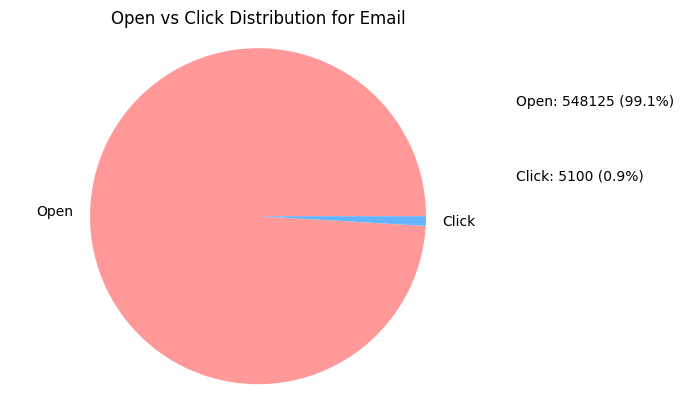 Open vs Click Distribution for Email
Open: 548125 (99.1%)
Click: 5100 (0.9%)
Open
Click